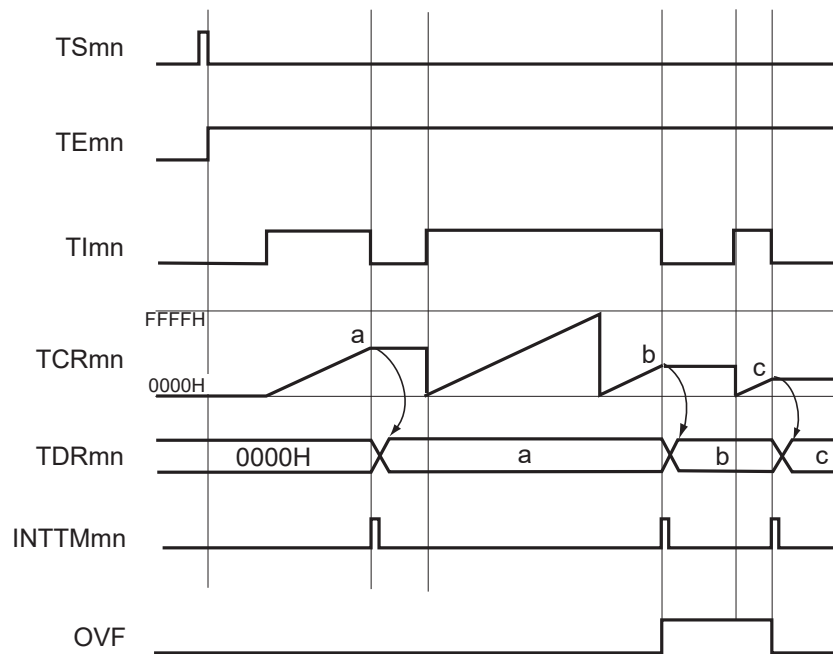 TSmn
TEmn
TImn
FFFFH
a
b
TCRmn
c
0000H
TDRmn
0000H
a
b
c
INTTMmn
OVF